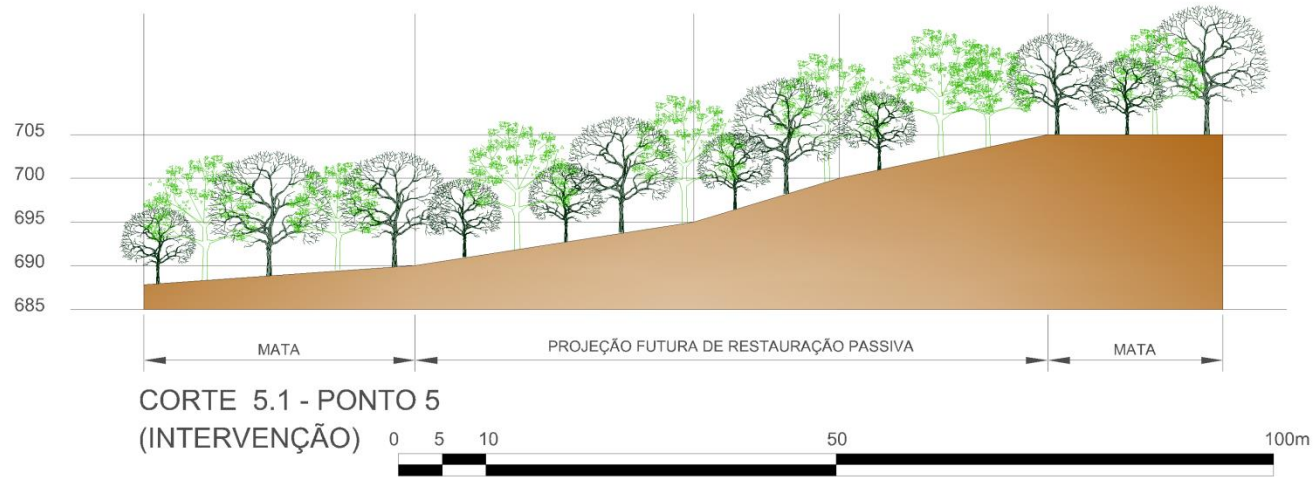 705
700
695
690
685
MATA
PROJEÇÃO FUTURA DE RESTAURAÇÃO PASSIVA
MATA
CORTE 5.1 - PONTO 5
(INTERVENÇÃO)
0 5 10 50 100m